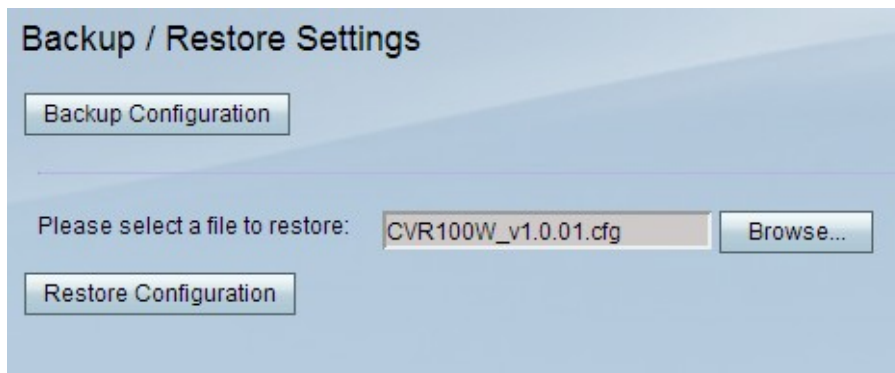 Backup / Restore Settings
Backup Configuration
Please select a file to restore: CVR100W_v1.0.01.cfg Browse...
Restore Configuration